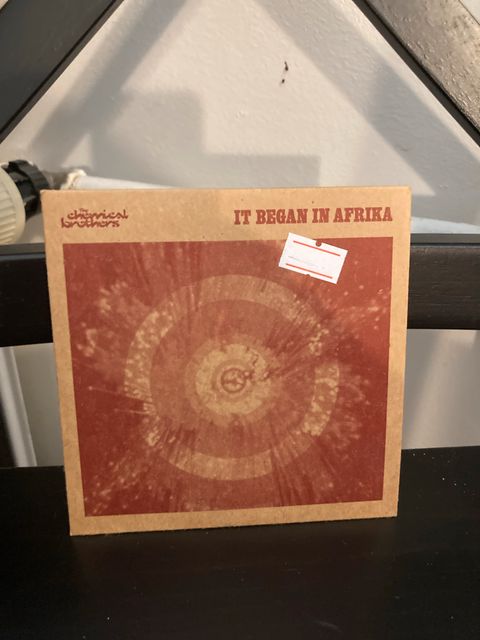 The
chemical
brothers
IT BEGAN IN AFRIKA